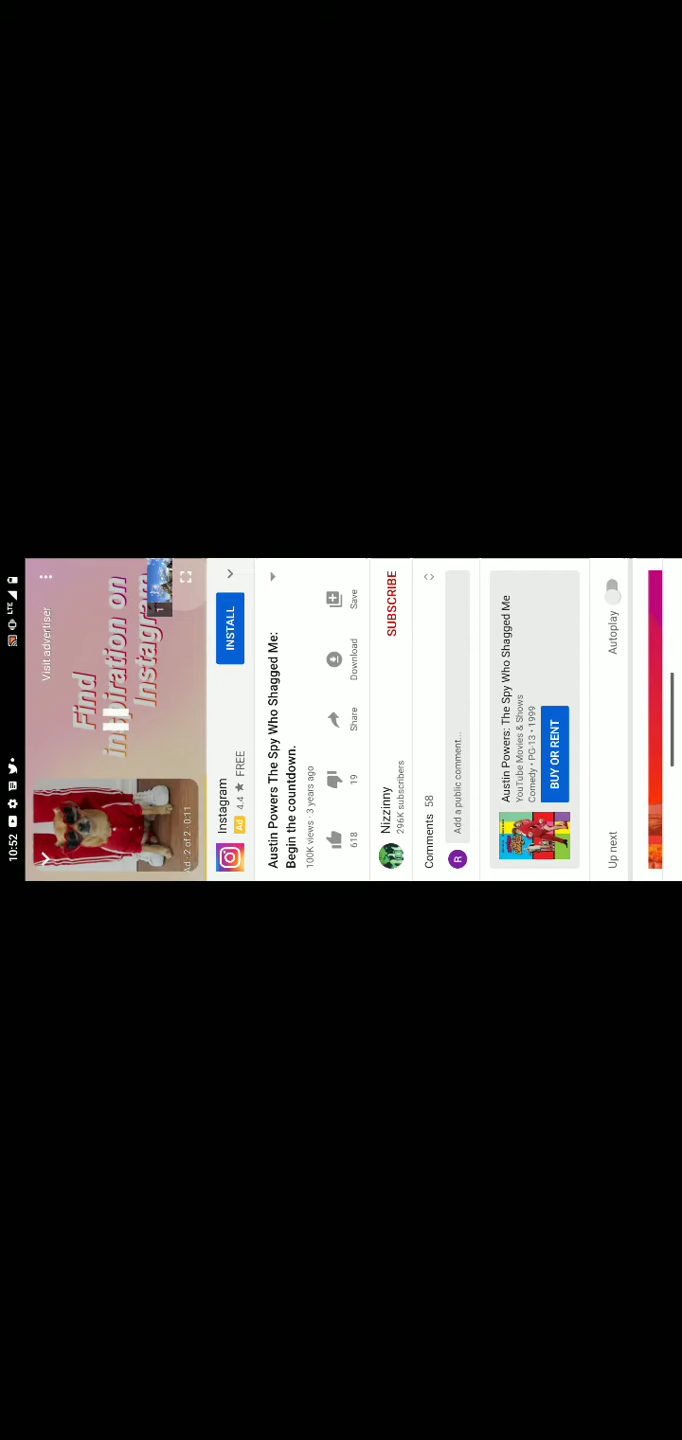 10:52
LTE
Visit advertiser
Find
inspiration on
Instagram
Ad · 2 of 2 · 0:11
1
Instagram
Ad 4.4 ★ FREE
INSTALL
Austin Powers The Spy Who Shagged Me:
Begin the countdown.
100K views · 3 years ago
618
19
Share
Download
Save
Nizzinny
296K subscribers
SUBSCRIBE
Comments 58
R
Add a public comment...
Austin Powers: The Spy Who Shagged Me
YouTube Movies & Shows
Comedy • PG-13 • 1999
BUY OR RENT
Up next
Autoplay